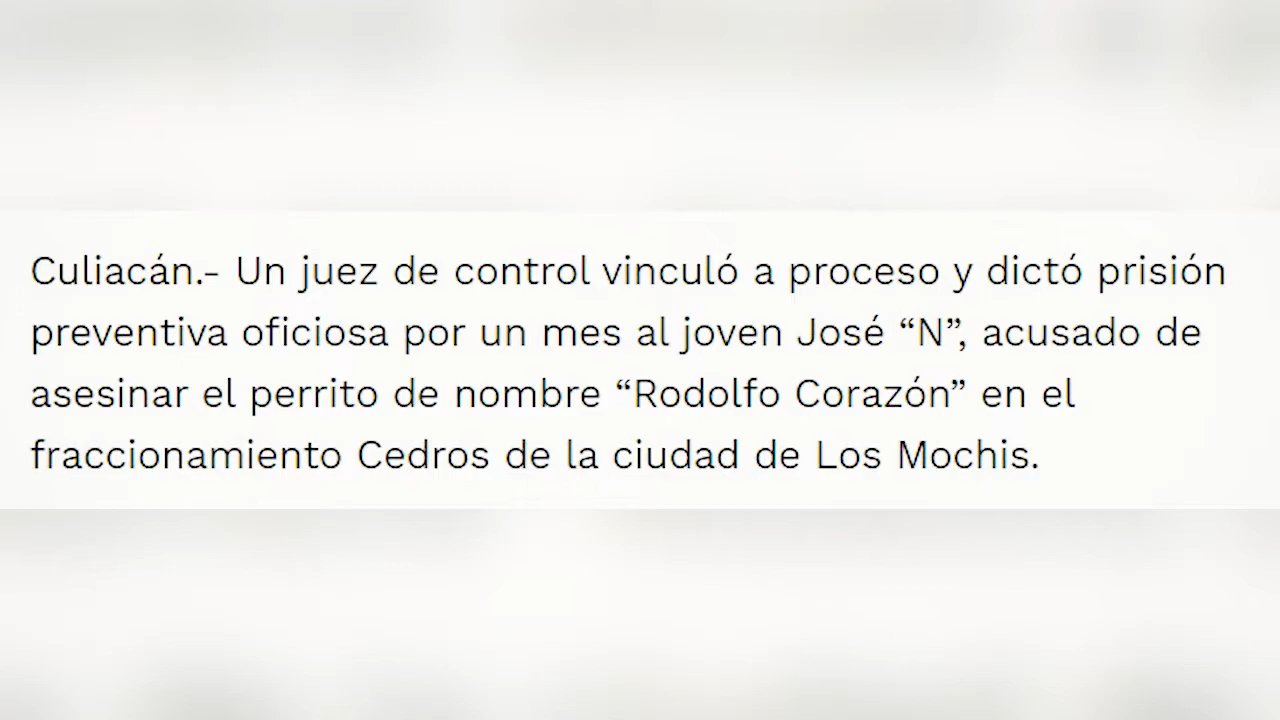 Culiacán.- Un juez de control vinculó a proceso y dictó prisión
preventiva oficiosa por un mes al joven José “N”, acusado de
asesinar el perrito de nombre “Rodolfo Corazón” en el
fraccionamiento Cedros de la ciudad de Los Mochis.